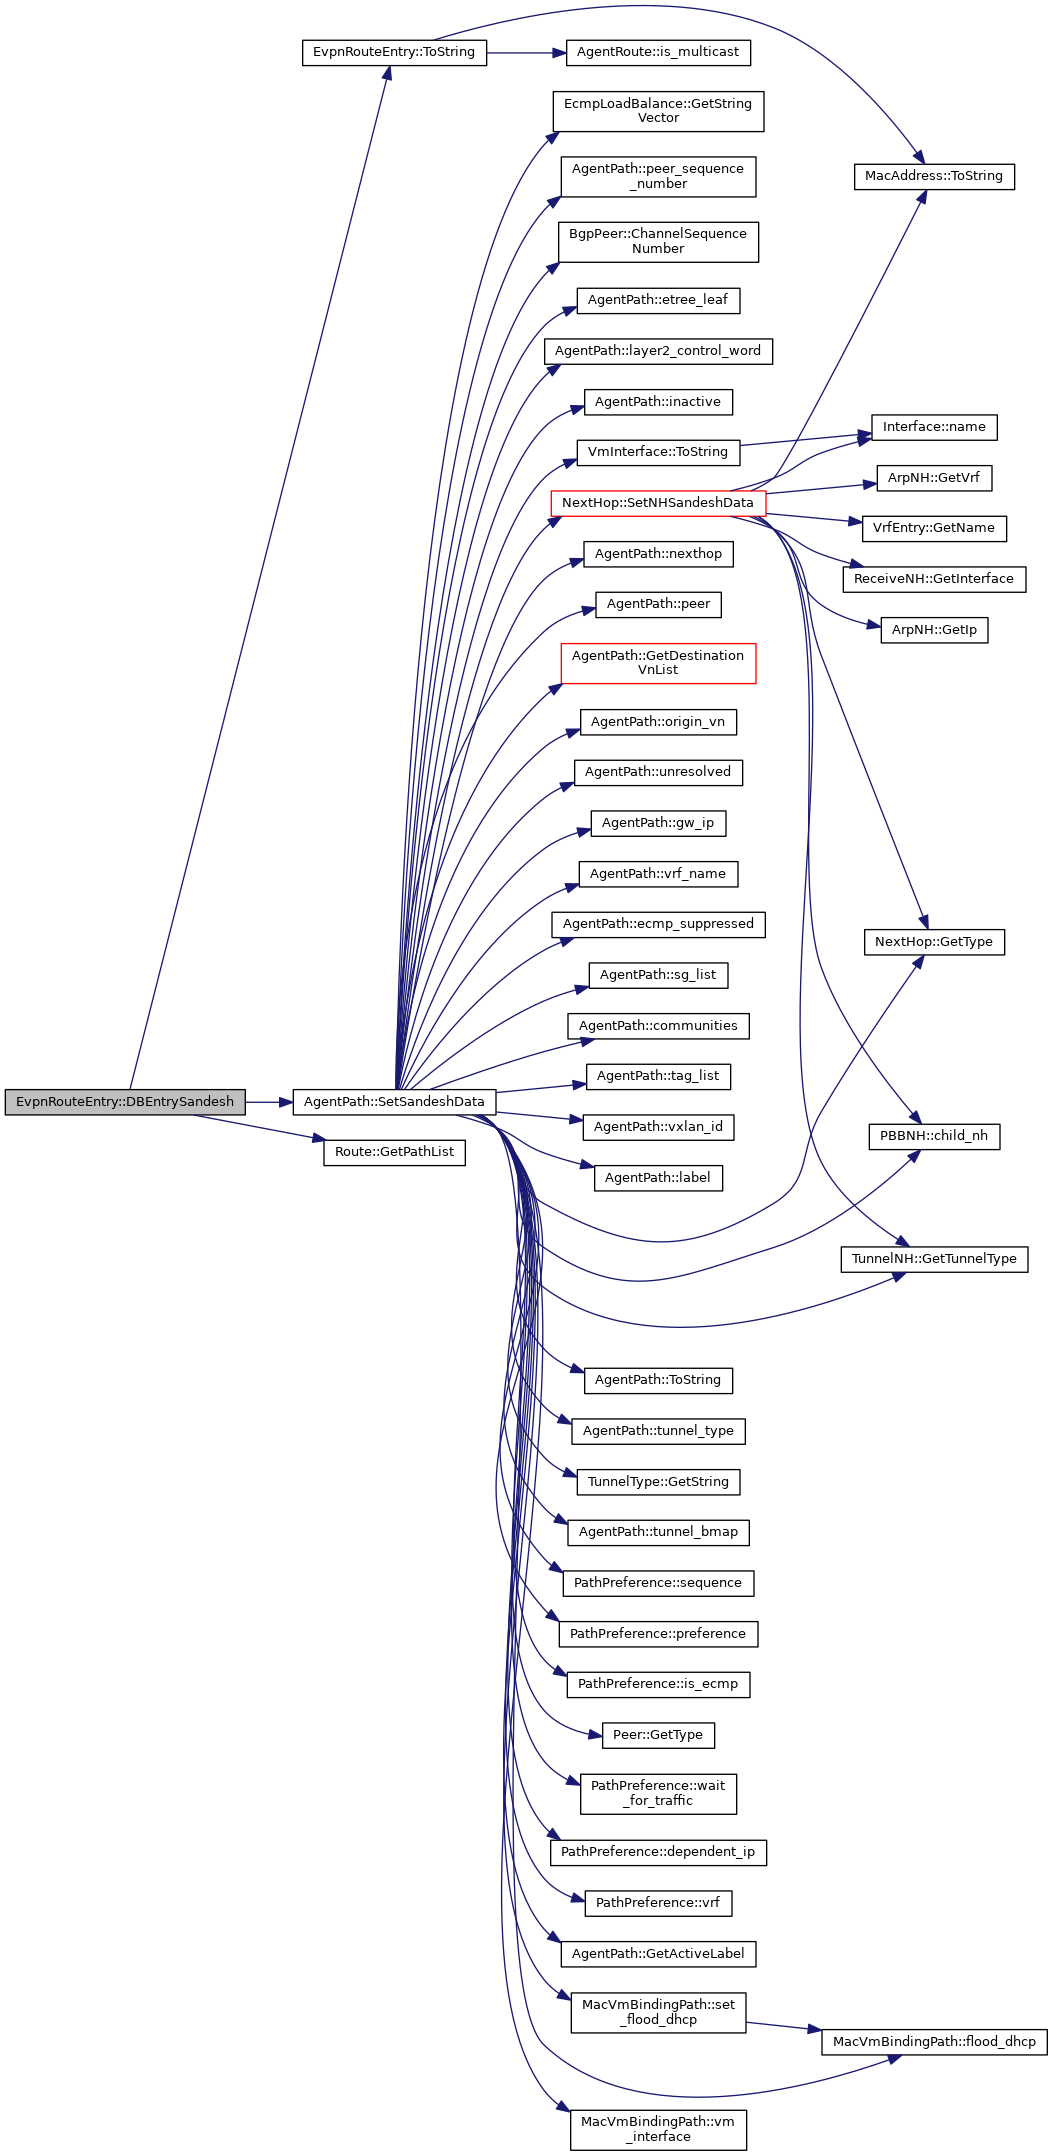 EvpnRouteEntry::ToString
AgentRoute::is_multicast
EcmpLoadBalance::GetString
Vector
AgentPath::peer_sequence
_number
MacAddress::ToString
BgpPeer::ChannelSequence
Number
AgentPath::etree_leaf
AgentPath::layer2_control_word
AgentPath::inactive
Interface::name
VmInterface::ToString
ArpNH::GetVrf
NextHop::SetNHSandeshData
VrfEntry::GetName
AgentPath::nexthop
ReceiveNH::GetInterface
AgentPath::peer
ArpNH::GetIp
AgentPath::GetDestination
VnList
AgentPath::origin_vn
AgentPath::unresolved
AgentPath::gw_ip
AgentPath::vrf_name
AgentPath::ecmp_suppressed
NextHop::GetType
AgentPath::sg_list
AgentPath::communities
AgentPath::tag_list
EvpnRouteEntry::DBEntrySandesh
AgentPath::SetSandeshData
AgentPath::vxlan_id
PBBNH::child_nh
Route::GetPathList
AgentPath::label
TunnelNH::GetTunnelType
AgentPath::ToString
AgentPath::tunnel_type
TunnelType::GetString
AgentPath::tunnel_bmap
PathPreference::sequence
PathPreference::preference
PathPreference::is_ecmp
Peer::GetType
PathPreference::wait
_for_traffic
PathPreference::dependent_ip
PathPreference::vrf
AgentPath::GetActiveLabel
MacVmBindingPath::set
_flood_dhcp
MacVmBindingPath::flood_dhcp
MacVmBindingPath::vm
_interface